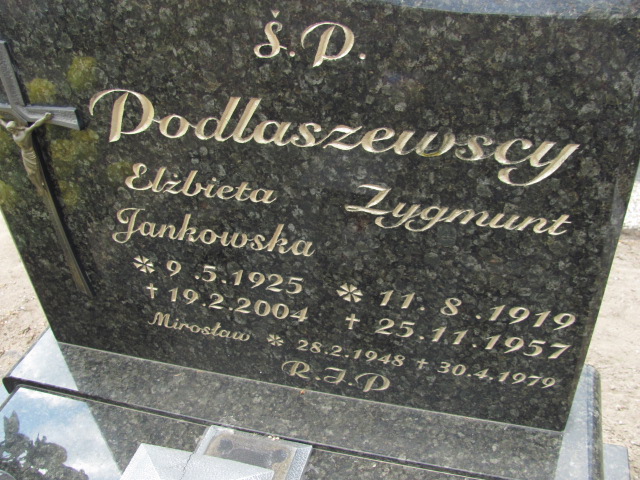 Ś.P.
Podlaszewscy
Elżbieta Zygmunt
Jankowska
* 9.5.1925 * 11.8.1919
† 19.2.2004 † 25.11.1957
Mirosław * 28.2.1948 † 30.4.1979
R.I.P